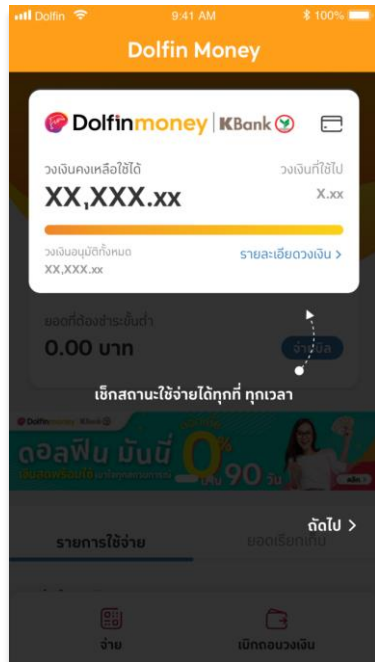 Dolfin 9:41 AM 100%
Dolfin Money
Dolfinmoney KBank
วงเงินคงเหลือใช้ได้ วงเงินที่ใช้ไป
XX,XXX.xx X.xx
วงเงินอนุมัติทั้งหมด รายละเอียดวงเงิน >
XX,XXX.xx
ยอดที่ต้องชำระขั้นต่ำ
0.00 บาท จ่ายบิล
เช็กสถานะใช้จ่ายได้ทุกที่ ทุกเวลา
Dolfinmoney KBank
ดอลฟิน มันนี่ 0%
90 วัน
ถัดไป >
รายการใช้จ่าย ยอดเรียกเก็บ
จ่าย เบิกถอนวงเงิน